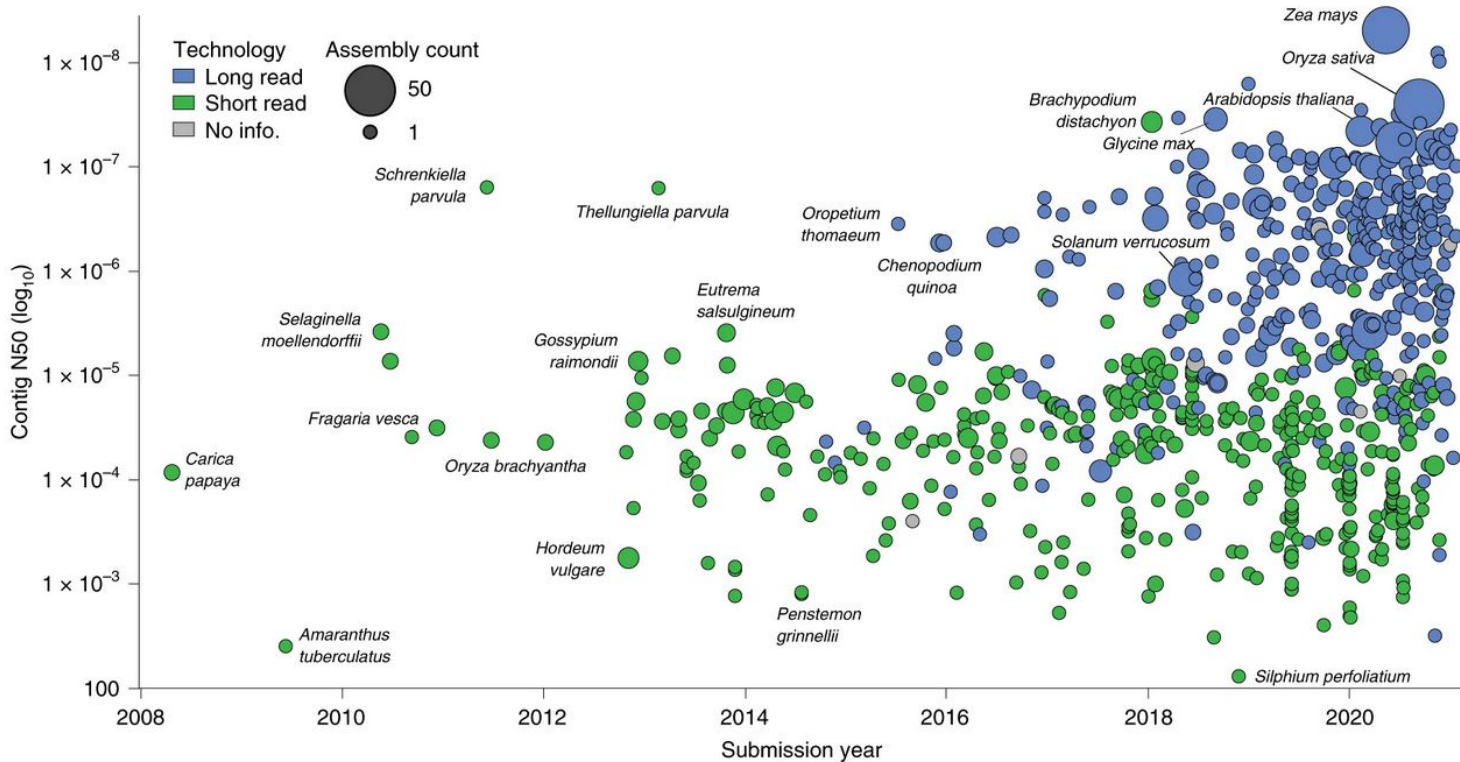 Technology
Long read
Short read
No info.
Assembly count
50
1
Contig N50 (log10)
1 × 10–8
1 × 10–7
1 × 10–6
1 × 10–5
1 × 10–4
1 × 10–3
100
Zea mays
Oryza sativa
Arabidopsis thaliana
Brachypodium
distachyon
Glycine max
Schrenkiella
parvula
Thellungiella parvula
Oropetium
thomaeum
Chenopodium
quinoa
Solanum verrucosum
Eutrema
salsulgineum
Selaginella
moellendorffii
Gossypium
raimondii
Fragaria vesca
Oryza brachyantha
Carica
papaya
Hordeum
vulgare
Penstemon
grinnellii
Amaranthus
tuberculatus
Silphium perfoliatum
2008
2010
2012
2014
2016
2018
2020
Submission year